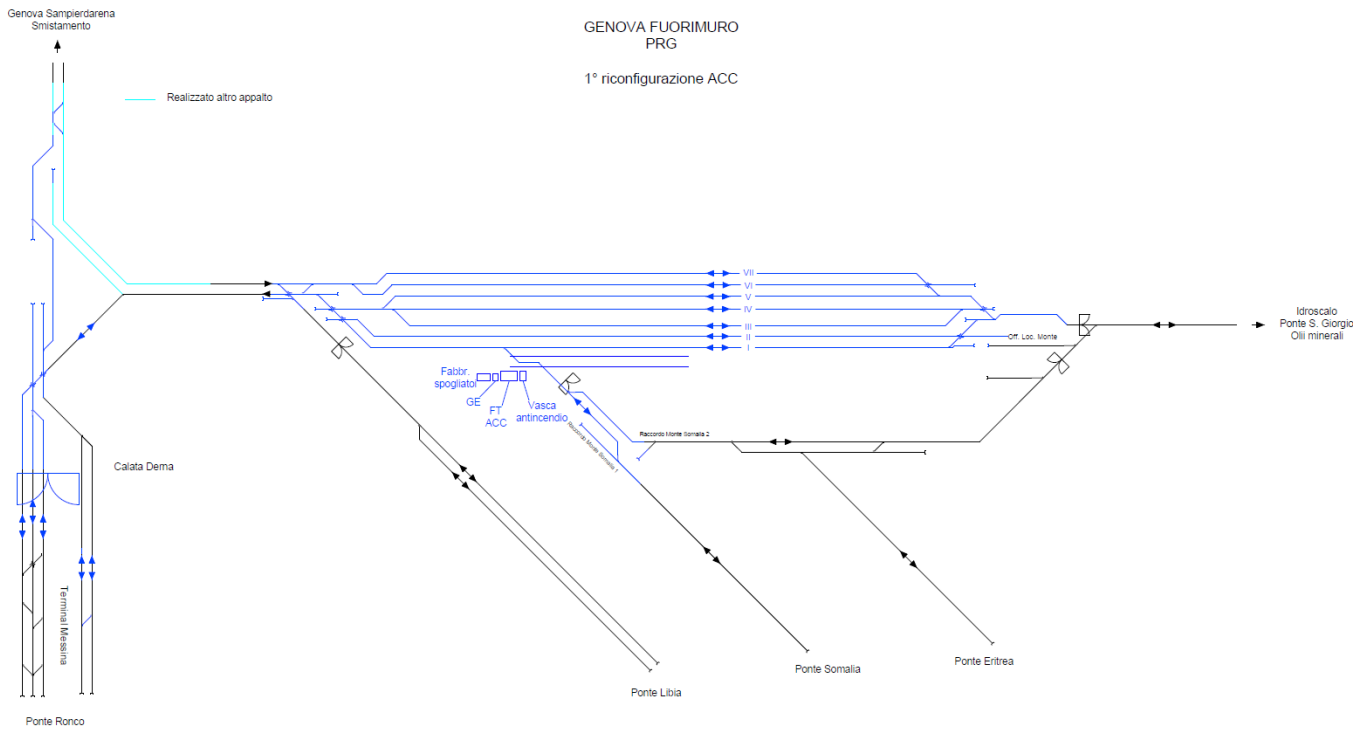 Genova Sampierdarena
Smistamento
GENOVA FUORIMURO
PRG
1° riconfigurazione ACC
Realizzato altro appalto
VII
VI
V
IV
III
II
I
Idroscalo
Ponte S. Giorgio
Olii minerali
Off. Loc. Monte
Fabbr.
spogliatoi
GE
FT
ACC
Vasca
antincendio
Raccordo Monte Somalia 1
Raccordo Monte Somalia 2
Calata Derna
Terminal Messina
Ponte Eritrea
Ponte Somalia
Ponte Libia
Ponte Ronco